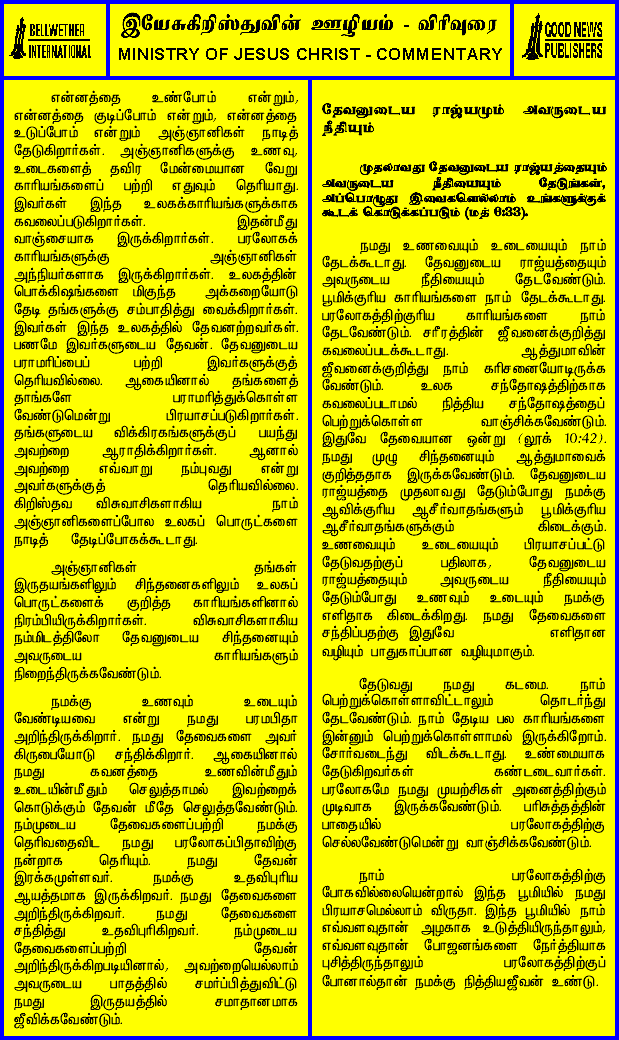 BELLWETHER
INTERNATIONAL
இயேசுகிறிஸ்துவின் ஊழியம் - விரிவுரை
MINISTRY OF JESUS CHRIST - COMMENTARY
GOOD NEWS
PUBLISHERS
என்னத்தை உண்போம் என்றும்,
என்னத்தை குடிப்போம் என்றும், என்னத்தை
உடுப்போம் என்றும் அஞ்ஞானிகள் நாடித்
தேடுகிறார்கள். அஞ்ஞானிகளுக்கு உணவு,
உடைகளைத் தவிர மேன்மையான வேறு
காரியங்களைப் பற்றி எதுவும் தெரியாது.
இவர்கள் இந்த உலகக்காரியங்களுக்காக
கவலைப்படுகிறார்கள். இதன்மீது
வாஞ்சையாக இருக்கிறார்கள். பரலோகக்
காரியங்களுக்கு அஞ்ஞானிகள்
அந்நியர்களாக இருக்கிறார்கள். உலகத்தின்
பொக்கிஷங்களை மிகுந்த அக்கறையோடு
தேடி தங்களுக்கு சம்பாதித்து வைக்கிறார்கள்.
இவர்கள் இந்த உலகத்தில் தேவனற்றவர்கள்.
பணமே இவர்களுடைய தேவன். தேவனுடைய
பராமரிப்பைப் பற்றி இவர்களுக்குத்
தெரியவில்லை. ஆகையினால் தங்களைத்
தாங்களே பராமரித்துக்கொள்ள
வேண்டுமென்று பிரயாசப்படுகிறார்கள்.
தங்களுடைய விக்கிரகங்களுக்குப் பயந்து
அவற்றை ஆராதிக்கிறார்கள். ஆனால்
அவற்றை எவ்வாறு நம்புவது என்று
அவர்களுக்குத் தெரியவில்லை.
கிறிஸ்தவ விசுவாசிகளாகிய நாம்
அஞ்ஞானிகளைப்போல உலகப் பொருட்களை
நாடித் தேடிப்போகக்கூடாது.
அஞ்ஞானிகள் தங்கள்
இருதயங்களிலும் சிந்தனைகளிலும் உலகப்
பொருட்களைக் குறித்த காரியங்களினால்
நிரம்பியிருக்கிறார்கள். விசுவாசிகளாகிய
நம்மிடத்திலோ தேவனுடைய சிந்தனையும்
அவருடைய காரியங்களும்
நிறைந்திருக்கவேண்டும்.
நமக்கு உணவும் உடையும்
வேண்டியவை என்று நமது பரமபிதா
அறிந்திருக்கிறார். நமது தேவைகளை அவர்
கிருபையோடு சந்திக்கிறார். ஆகையினால்
நமது கவனத்தை உணவின்மீதும்
உடையின்மீதும் செலுத்தாமல் இவற்றைக்
கொடுக்கும் தேவன் மீதே செலுத்தவேண்டும்.
நம்முடைய தேவைகளைப்பற்றி நமக்கு
தெரிவதைவிட நமது பரலோகப்பிதாவிற்கு
நன்றாக தெரியும். நமது தேவன்
இரக்கமுள்ளவர். நமக்கு உதவிபுரிய
ஆயத்தமாக இருக்கிறவர். நமது தேவைகளை
அறிந்திருக்கிறவர். நமது தேவைகளை
சந்தித்து உதவிபுரிகிறவர். நம்முடைய
தேவைகளைப்பற்றி தேவன்
அறிந்திருக்கிறபடியினால், அவற்றையெல்லாம்
அவருடைய பாதத்தில் சமர்ப்பித்துவிட்டு
நமது இருதயத்தில் சமாதானமாக
ஜீவிக்கவேண்டும்.
தேவனுடைய ராஜ்யமும் அவருடைய
நீதியும்
முதலாவது தேவனுடைய ராஜ்யத்தையும்
அவருடைய நீதியையும் தேடுங்கள்,
அப்பொழுது இவைகளெல்லாம் உங்களுக்குக்
கூடக் கொடுக்கப்படும் (மத் 6:33).
நமது உணவையும் உடையையும் நாம்
தேடக்கூடாது. தேவனுடைய ராஜ்யத்தையும்
அவருடைய நீதியையும் தேடவேண்டும்.
பூமிக்குரிய காரியங்களை நாம் தேடக்கூடாது.
பரலோகத்திற்குரிய காரியங்களை நாம்
தேடவேண்டும். சரீரத்தின் ஜீவனைக்குறித்து
கவலைப்படக்கூடாது. ஆத்துமாவின்
ஜீவனைக்குறித்து நாம் கரிசனையோடிருக்க
வேண்டும். உலக சந்தோஷத்திற்காக
கவலைப்படாமல் நித்திய சந்தோஷத்தைப்
பெற்றுக்கொள்ள வாஞ்சிக்கவேண்டும்.
இதுவே தேவையான ஒன்று (லூக் 10:42).
நமது முழு சிந்தனையும் ஆத்துமாவைக்
குறித்ததாக இருக்கவேண்டும். தேவனுடைய
ராஜ்யத்தை முதலாவது தேடும்போது நமக்கு
ஆவிக்குரிய ஆசீர்வாதங்களும் பூமிக்குரிய
ஆசீர்வாதங்களுக்கும் கிடைக்கும்.
உணவையும் உடையையும் பிரயாசப்பட்டு
தேடுவதற்குப் பதிலாக, தேவனுடைய
ராஜ்யத்தையும் அவருடைய நீதியையும்
தேடும்போது உணவும் உடையும் நமக்கு
எளிதாக கிடைக்கிறது. நமது தேவைகளை
சந்திப்பதற்கு இதுவே எளிதான
வழியும் பாதுகாப்பான வழியுமாகும்.
தேடுவது நமது கடமை. நாம்
பெற்றுக்கொள்ளாவிட்டாலும் தொடர்ந்து
தேடவேண்டும். நாம் தேடிய பல காரியங்களை
இன்னும் பெற்றுக்கொள்ளாமல் இருக்கிறோம்.
சோர்வடைந்து விடக்கூடாது. உண்மையாக
தேடுகிறவர்கள் கண்டடைவார்கள்.
பரலோகமே நமது முயற்சிகள் அனைத்திற்கும்
முடிவாக இருக்கவேண்டும். பரிசுத்தத்தின்
பாதையில் பரலோகத்திற்கு
செல்லவேண்டுமென்று வாஞ்சிக்கவேண்டும்.
நாம் பரலோகத்திற்கு
போகவில்லையென்றால் இந்த பூமியில் நமது
பிரயாசமெல்லாம் விருதா. இந்த பூமியில் நாம்
எவ்வளவுதான் அழகாக உடுத்தியிருந்தாலும்,
எவ்வளவுதான் போஜனங்களை நேர்த்தியாக
புசித்திருந்தாலும் பரலோகத்திற்குப்
போனால்தான் நமக்கு நித்தியஜீவன் உண்டு.